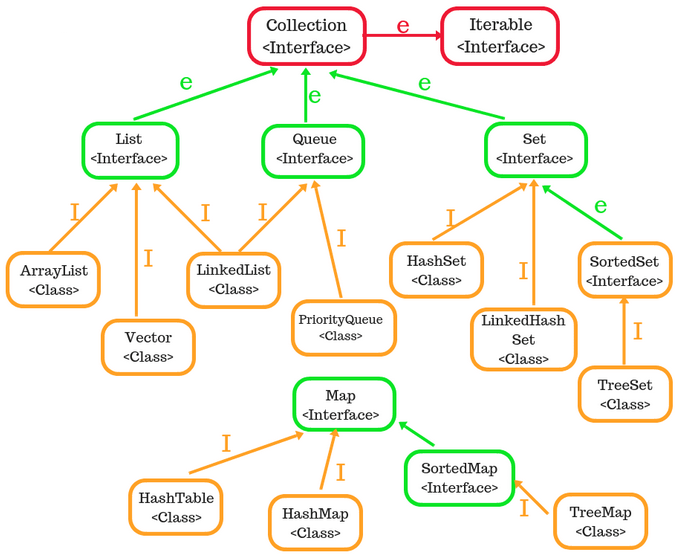 Collection
<Interface>
e
Iterable
<Interface>
e
e
e
List
<Interface>
Queue
<Interface>
Set
<Interface>
I
I
I
I
I
I
I
e
ArrayList
<Class>
LinkedList
<Class>
HashSet
<Class>
SortedSet
<Interface>
Vector
<Class>
PriorityQueue
<Class>
LinkedHash
Set
<Class>
I
TreeSet
<Class>
Map
<Interface>
I
I
SortedMap
<Interface>
HashTable
<Class>
HashMap
<Class>
I
TreeMap
<Class>